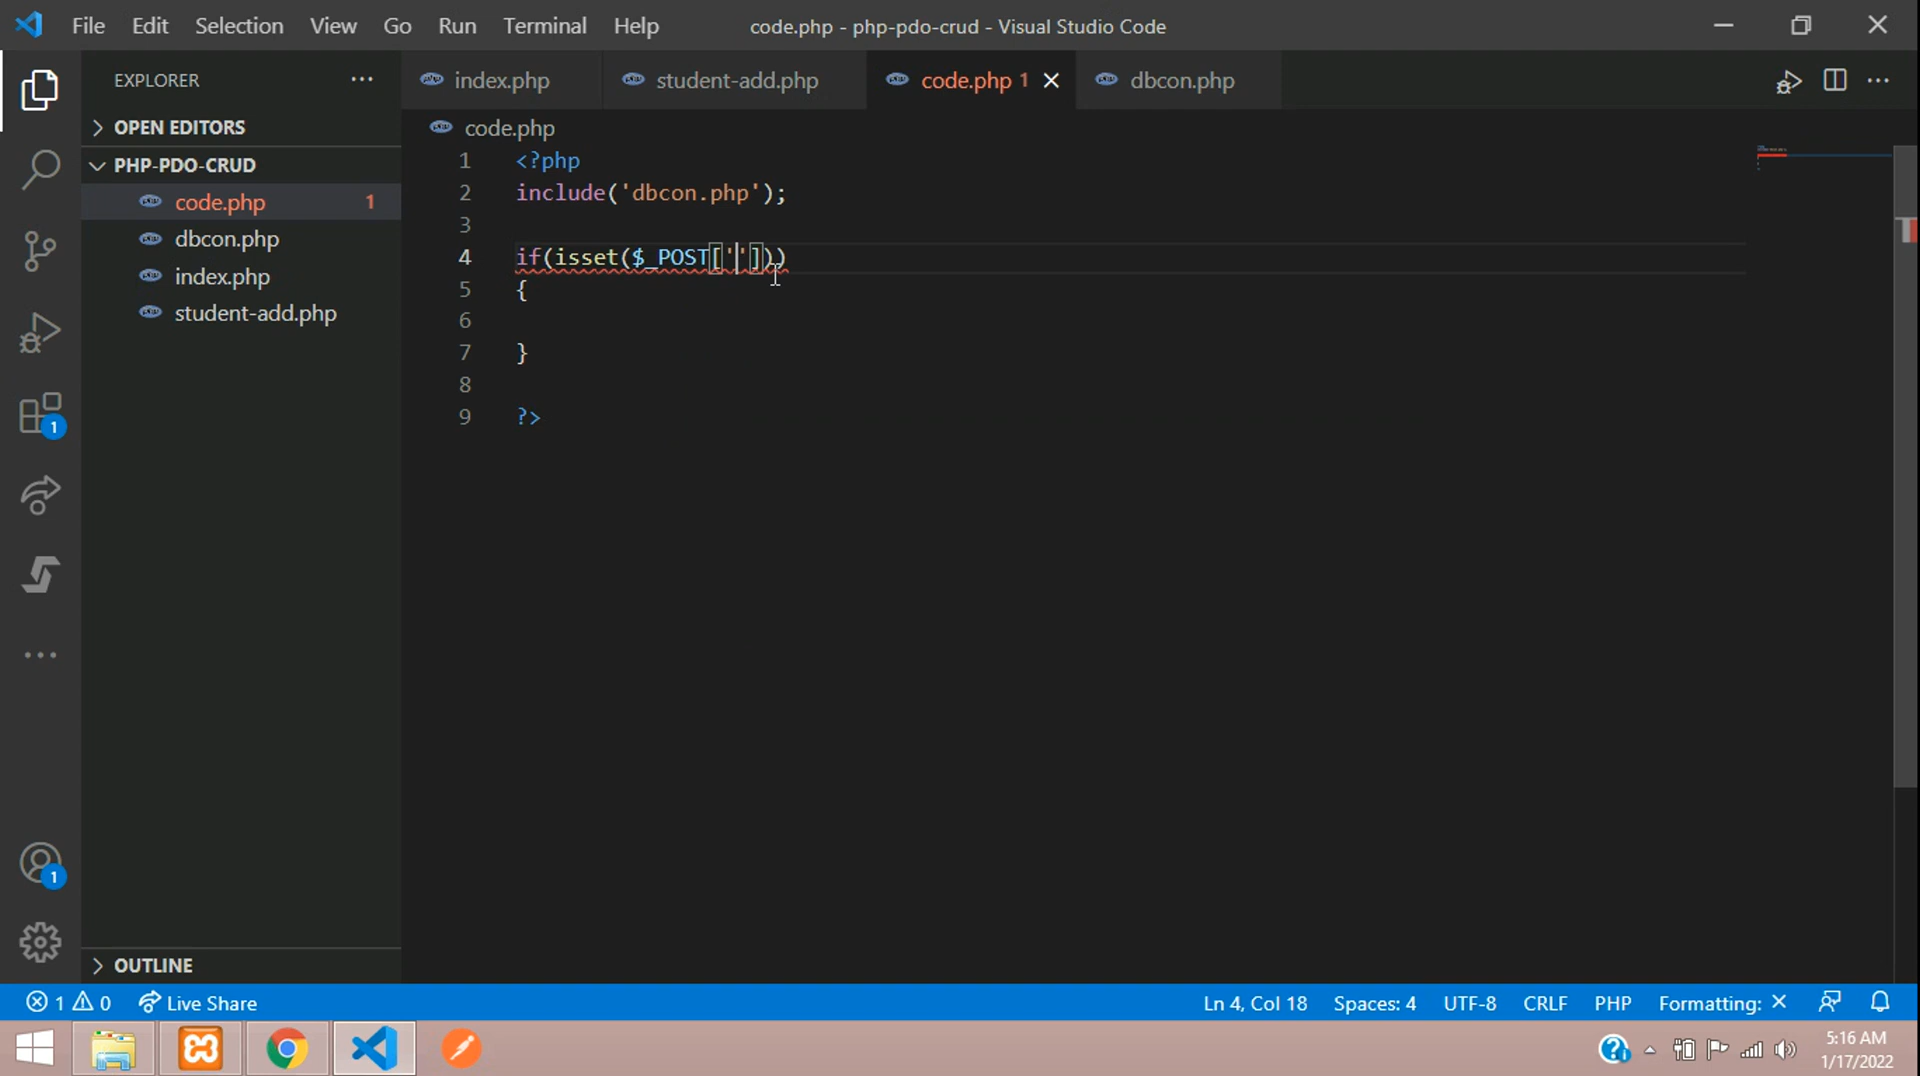 File Edit Selection View Go Run Terminal Help
code.php - php-pdo-crud - Visual Studio Code
EXPLORER
index.php
student-add.php
code.php 1
dbcon.php
OPEN EDITORS
PHP-PDO-CRUD
code.php 1
dbcon.php
index.php
student-add.php
code.php
1 <?php
2 include('dbcon.php');
3
4 if(isset($_POST['']))
5 {
6
7 }
8
9 ?>
1
1
OUTLINE
1 0 Live Share
Ln 4, Col 18 Spaces: 4 UTF-8 CRLF PHP Formatting: ×
5:16 AM
1/17/2022